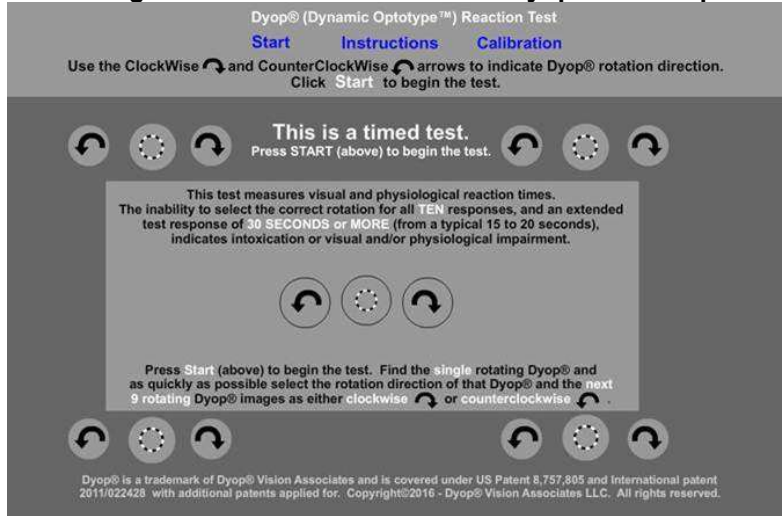 Dyop® (Dynamic Optotype™) Reaction Test
Start Instructions Calibration
Use the ClockWise and CounterClockWise arrows to indicate Dyop® rotation direction.
Click Start to begin the test.
This is a timed test.
Press START (above) to begin the test.
This test measures visual and physiological reaction times.
The inability to select the correct rotation for all TEN responses, and an extended
test response of 30 SECONDS or MORE (from a typical 15 to 20 seconds),
indicates intoxication or visual and/or physiological impairment.
Press Start (above) to begin the test. Find the single rotating Dyop® and
as quickly as possible select the rotation direction of that Dyop® and the next
9 rotating Dyop® images as either clockwise or counterclockwise .
Dyop® is a trademark of Dyop® Vision Associates and is covered under US Patent 8,757,805 and International patent
2011/022428 with additional patents applied for. Copyright©2016 - Dyop® Vision Associates LLC. All rights reserved.